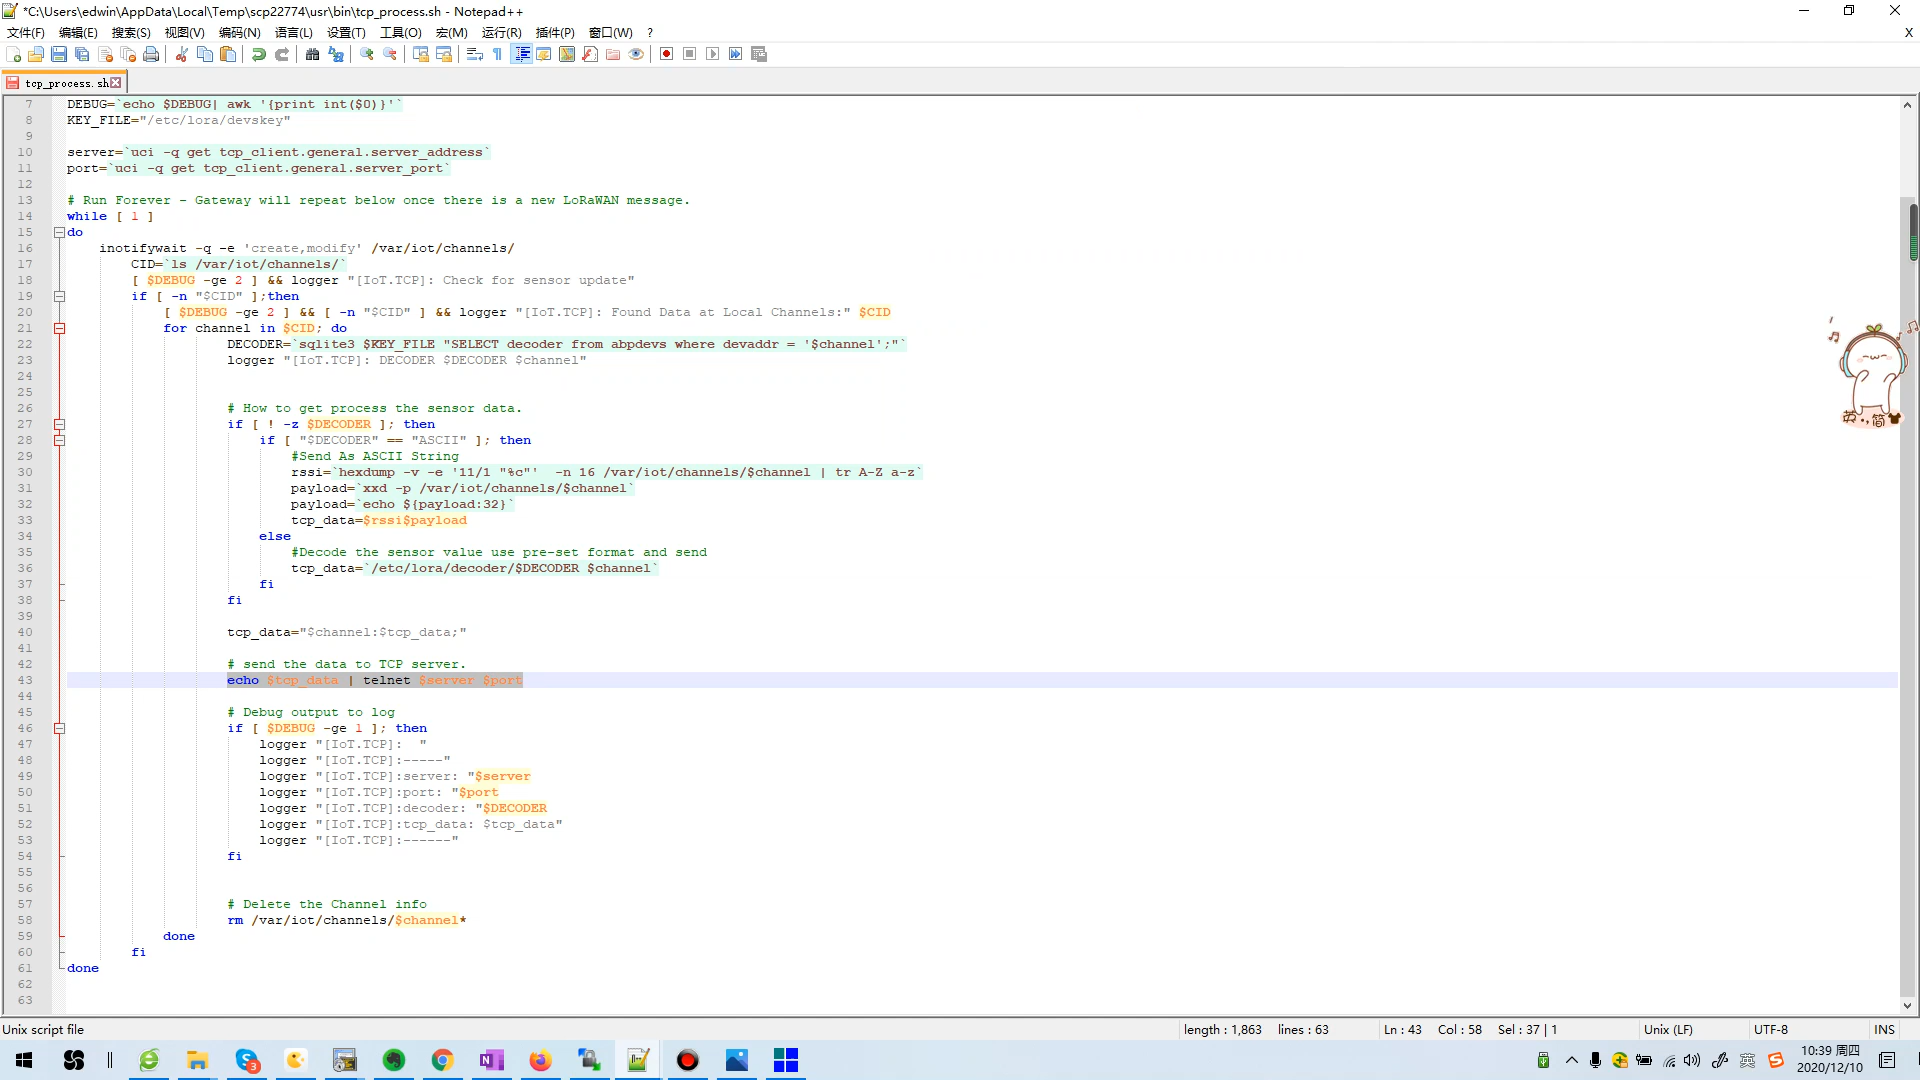 *C:\Users\edwin\AppData\Local\Temp\scp22774\usr\bin\tcp_process.sh - Notepad++
文件(F) 编辑(E) 搜索(S) 视图(V) 编码(N) 语言(L) 设置(T) 工具(O) 宏(M) 运行(R) 插件(P) 窗口(W) ? X
tcp_process.sh
7 DEBUG=`echo $DEBUG| awk '{print int($0)}'`
8 KEY_FILE="/etc/lora/devskey"
9
10 server=`uci -q get tcp_client.general.server_address`
11 port=`uci -q get tcp_client.general.server_port`
12
13 # Run Forever - Gateway will repeat below once there is a new LoRaWAN message.
14 while [ 1 ]
15 do
16 inotifywait -q -e 'create,modify' /var/iot/channels/
17 CID=`ls /var/iot/channels/`
18 [ $DEBUG -ge 2 ] && logger "[IoT.TCP]: Check for sensor update"
19 if [ -n "$CID" ];then
20 [ $DEBUG -ge 2 ] && [ -n "$CID" ] && logger "[IoT.TCP]: Found Data at Local Channels:" $CID
21 for channel in $CID; do
22 DECODER=`sqlite3 $KEY_FILE "SELECT decoder from abpdevs where devaddr = '$channel';"`
23 logger "[IoT.TCP]: DECODER $DECODER $channel"
24
25
26 # How to get process the sensor data.
27 if [ ! -z $DECODER ]; then
28 if [ "$DECODER" == "ASCII" ]; then
29 #Send As ASCII String
30 rssi=`hexdump -v -e '11/1 "%c"'  -n 16 /var/iot/channels/$channel | tr A-Z a-z`
31 payload=`xxd -p /var/iot/channels/$channel`
32 payload=`echo ${payload:32}`
33 tcp_data=$rssi$payload
34 else
35 #Decode the sensor value use pre-set format and send
36 tcp_data=`/etc/lora/decoder/$DECODER $channel`
37 fi
38 fi
39
40 tcp_data="$channel:$tcp_data;"
41
42 # send the data to TCP server.
43 echo $tcp_data | telnet $server $port
44
45 # Debug output to log
46 if [ $DEBUG -ge 1 ]; then
47 logger "[IoT.TCP]:  "
48 logger "[IoT.TCP]:-----"
49 logger "[IoT.TCP]:server: "$server
50 logger "[IoT.TCP]:port: "$port
51 logger "[IoT.TCP]:decoder: "$DECODER
52 logger "[IoT.TCP]:tcp_data: $tcp_data"
53 logger "[IoT.TCP]:------"
54 fi
55
56
57 # Delete the Channel info
58 rm /var/iot/channels/$channel*
59 done
60 fi
61 done
62
63
英 简
Unix script file length : 1,863 lines : 63 Ln : 43 Col : 58 Sel : 37 | 1 Unix (LF) UTF-8 INS
3 英 10:39 周四
2020/12/10